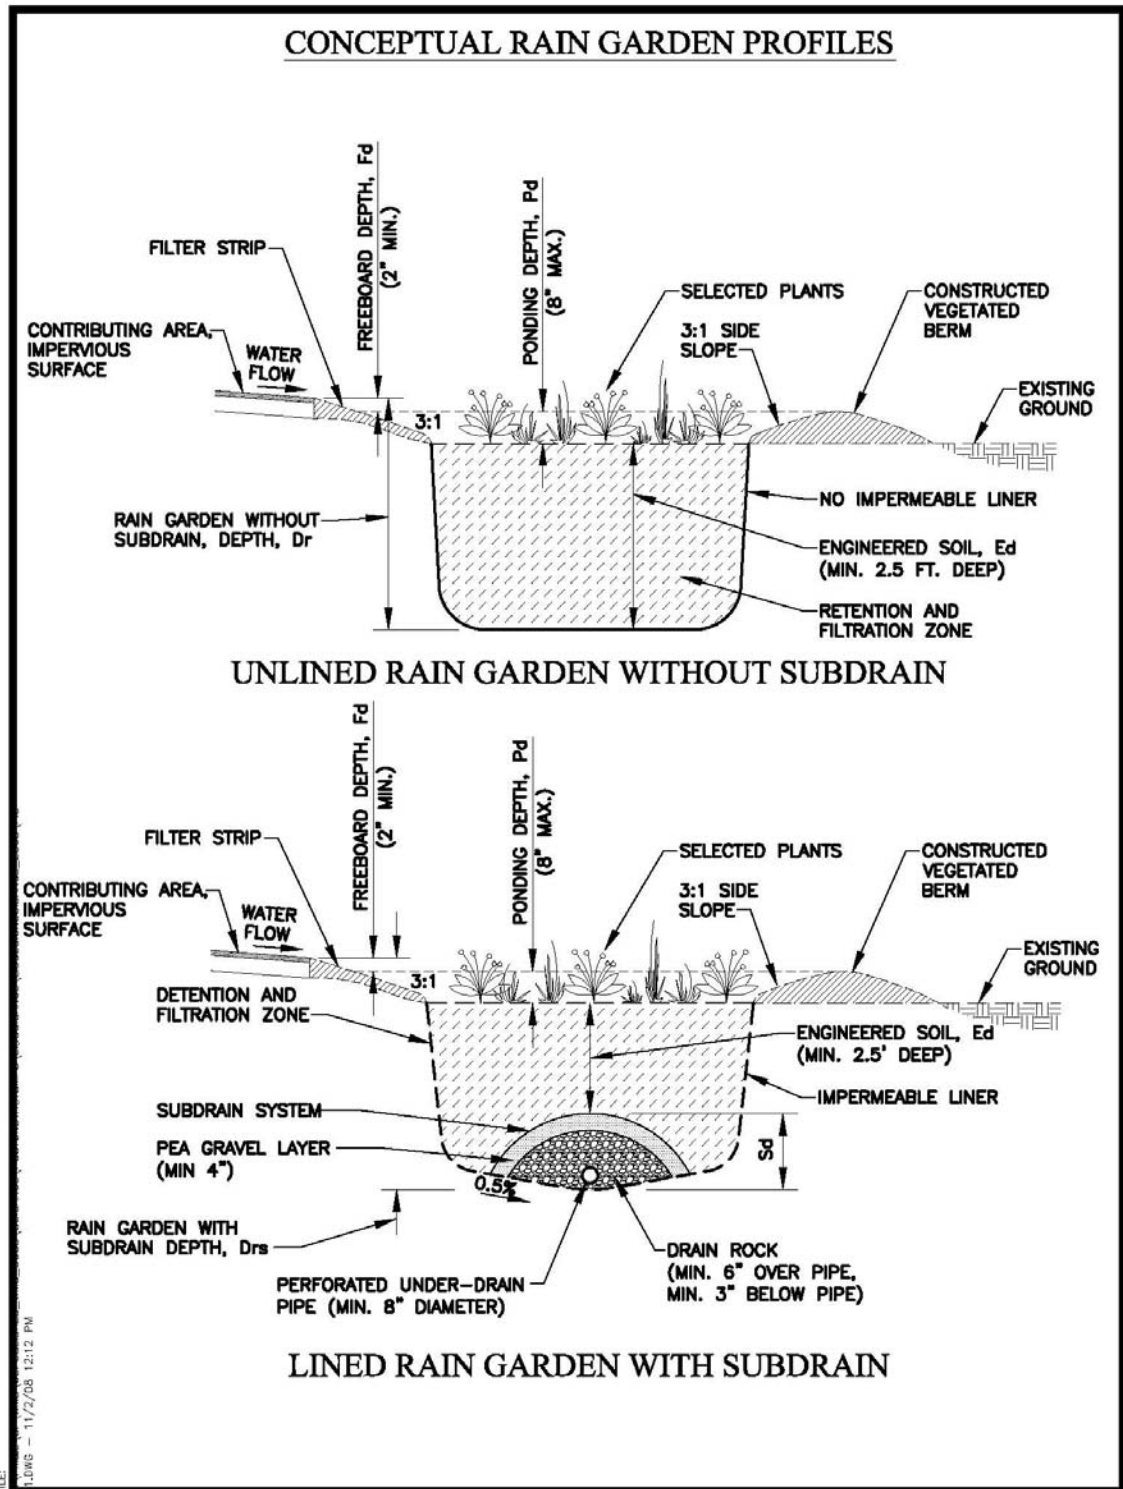 CONCEPTUAL RAIN GARDEN PROFILES
FREEBOARD DEPTH, Fd
(2" MIN.)
PONDING DEPTH, Pd
(8" MAX.)
FILTER STRIP
SELECTED PLANTS
CONSTRUCTED
VEGETATED
BERM
CONTRIBUTING AREA,
IMPERVIOUS
SURFACE
WATER
FLOW
3:1 SIDE
SLOPE
EXISTING
GROUND
3:1
NO IMPERMEABLE LINER
RAIN GARDEN WITHOUT
SUBDRAIN, DEPTH, Dr
ENGINEERED SOIL, Ed
(MIN. 2.5 FT. DEEP)
RETENTION AND
FILTRATION ZONE
UNLINED RAIN GARDEN WITHOUT SUBDRAIN
FREEBOARD DEPTH, Fd
(2" MIN.)
PONDING DEPTH, Pd
(8" MAX.)
FILTER STRIP
SELECTED PLANTS
CONSTRUCTED
VEGETATED
BERM
CONTRIBUTING AREA,
IMPERVIOUS
SURFACE
WATER
FLOW
3:1 SIDE
SLOPE
EXISTING
GROUND
3:1
DETENTION AND
FILTRATION ZONE
ENGINEERED SOIL, Ed
(MIN. 2.5' DEEP)
IMPERMEABLE LINER
SUBDRAIN SYSTEM
PEA GRAVEL LAYER
(MIN 4")
Sd
0.5%
RAIN GARDEN WITH
SUBDRAIN DEPTH, Drs
DRAIN ROCK
(MIN. 6" OVER PIPE,
MIN. 3" BELOW PIPE)
PERFORATED UNDER-DRAIN
PIPE (MIN. 8" DIAMETER)
LINED RAIN GARDEN WITH SUBDRAIN
1.DWG - 11/2/08 12:12 PM